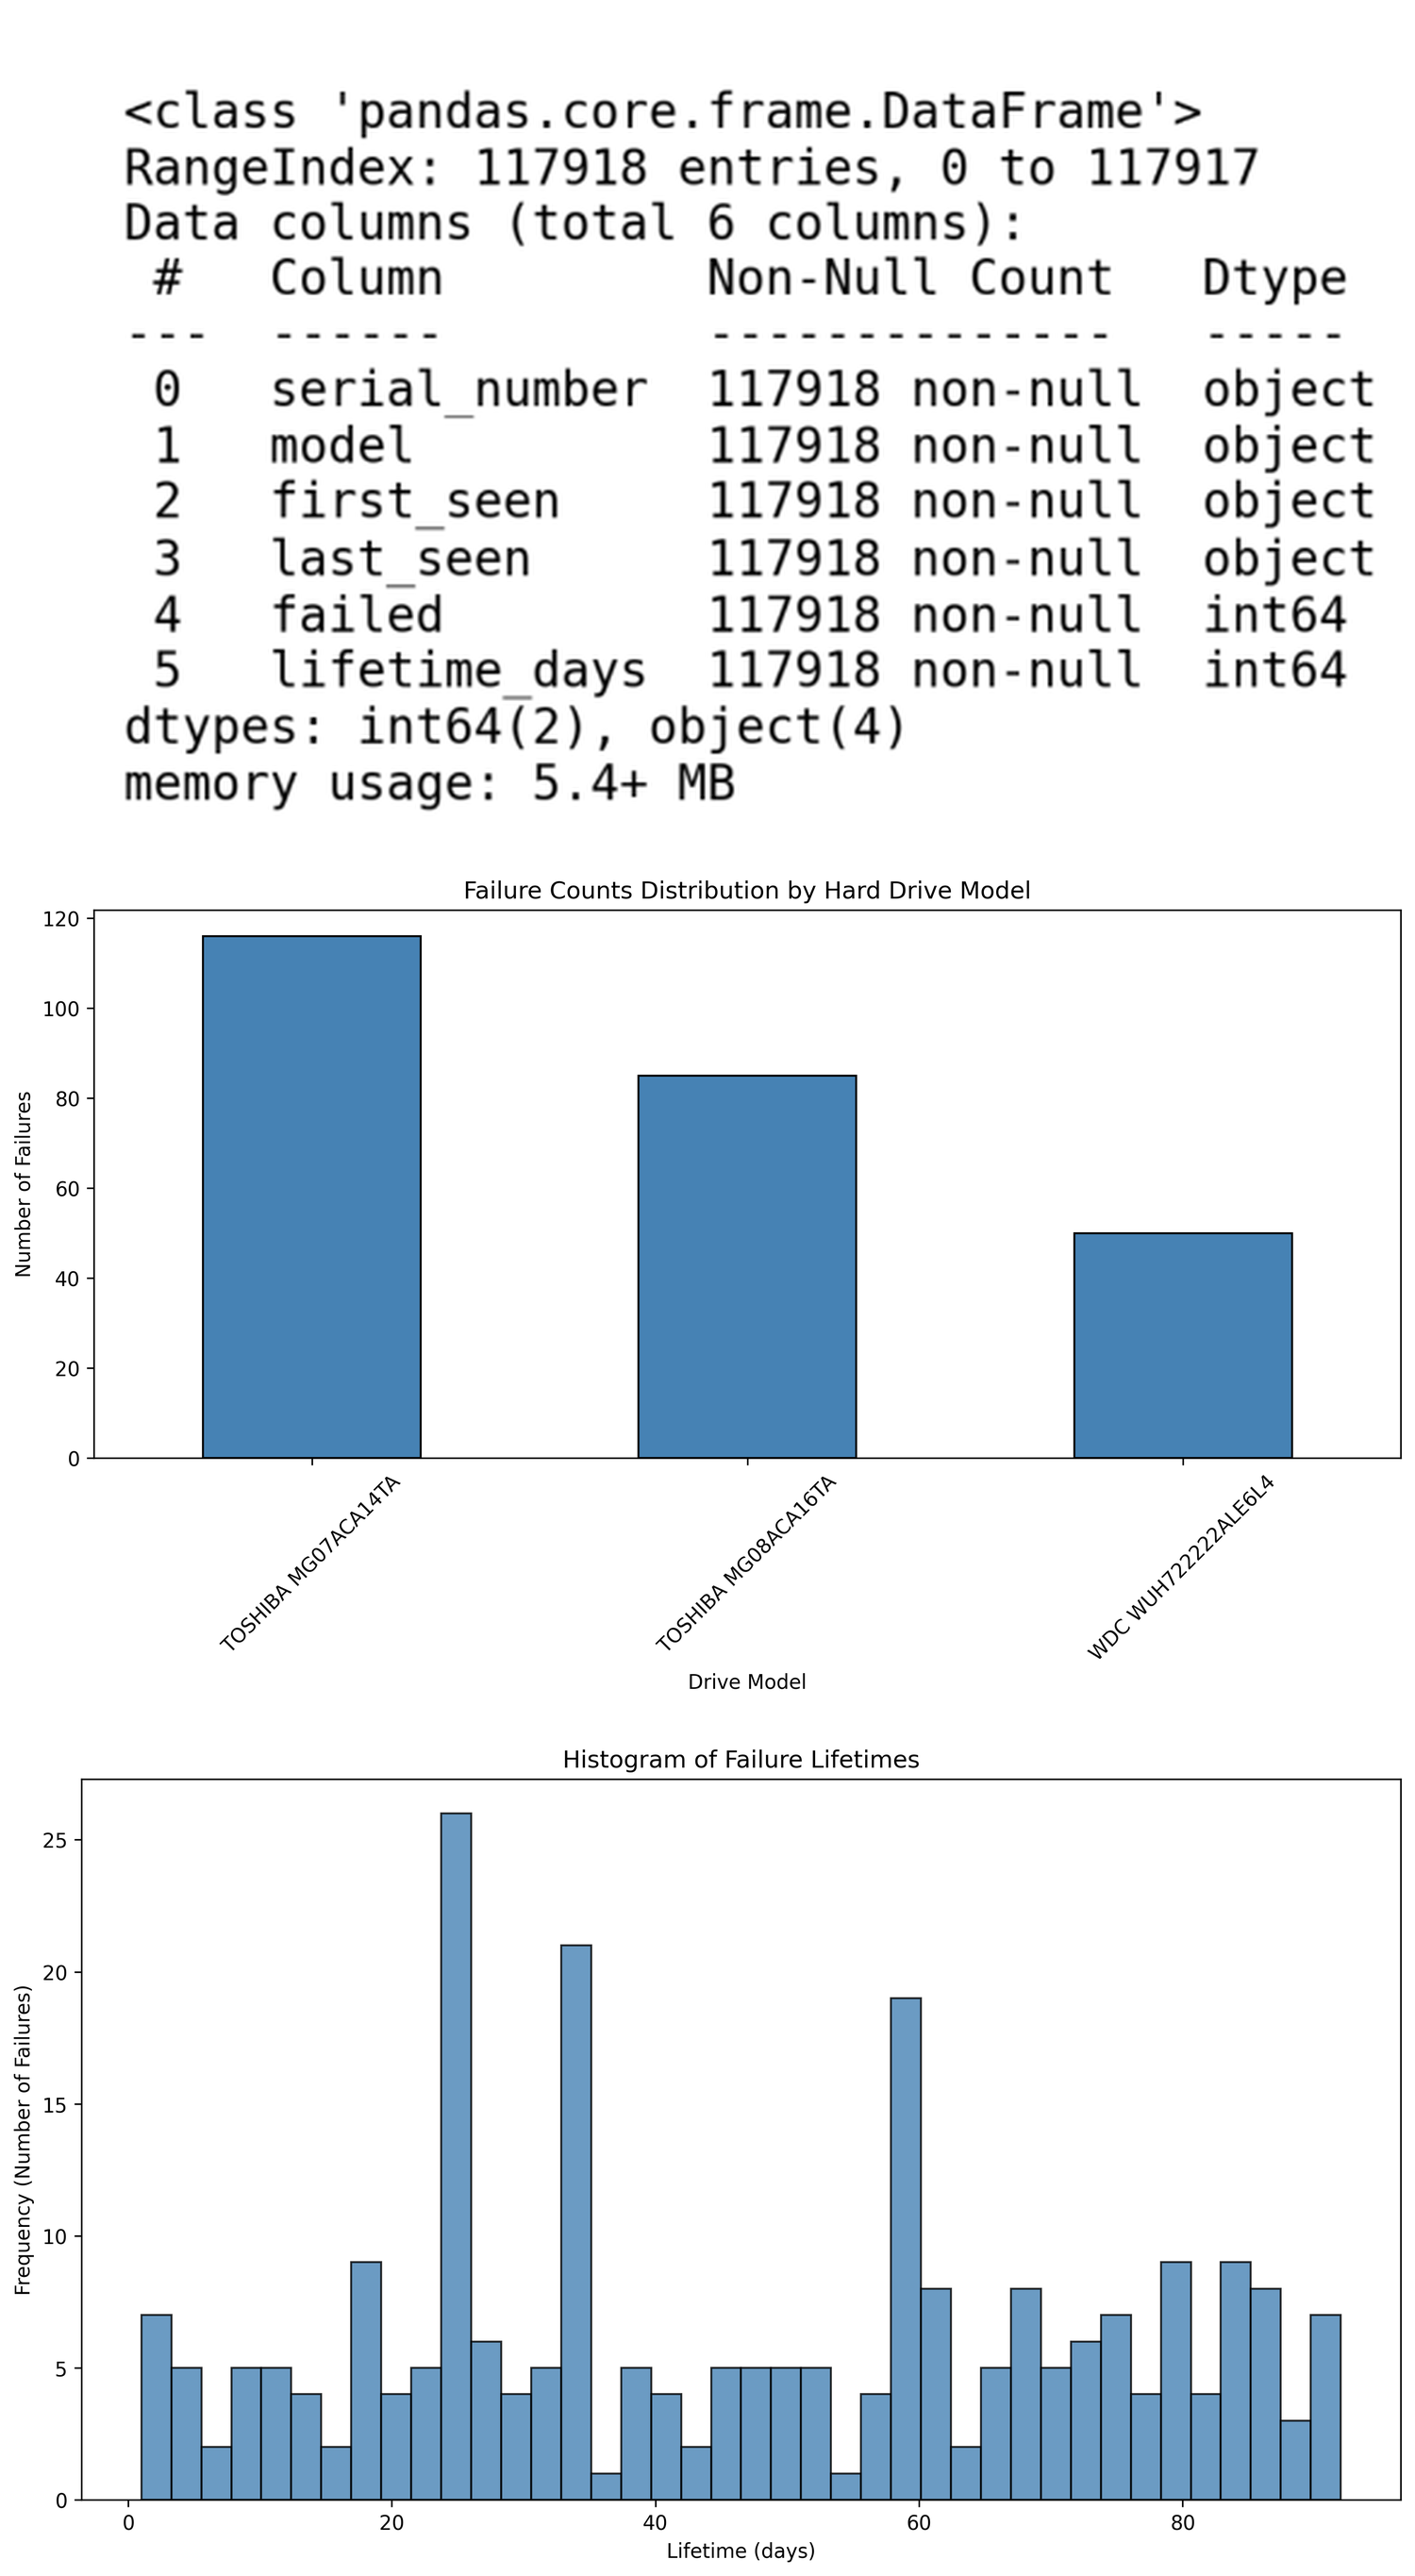 <class 'pandas.core.frame.DataFrame'>
RangeIndex: 117918 entries, 0 to 117917
Data columns (total 6 columns):
 #   Column         Non-Null Count   Dtype
---  ------         --------------   -----
 0   serial_number  117918 non-null  object
 1   model          117918 non-null  object
 2   first_seen     117918 non-null  object
 3   last_seen      117918 non-null  object
 4   failed         117918 non-null  int64
 5   lifetime_days  117918 non-null  int64
dtypes: int64(2), object(4)
memory usage: 5.4+ MB
Failure Counts Distribution by Hard Drive Model
Number of Failures
120
100
80
60
40
20
0
TOSHIBA MG07ACA14TA
TOSHIBA MG08ACA16TA
WDC WUH722222ALE6L4
Drive Model
Histogram of Failure Lifetimes
Frequency (Number of Failures)
25
20
15
10
5
0
0 20 40 60 80
Lifetime (days)